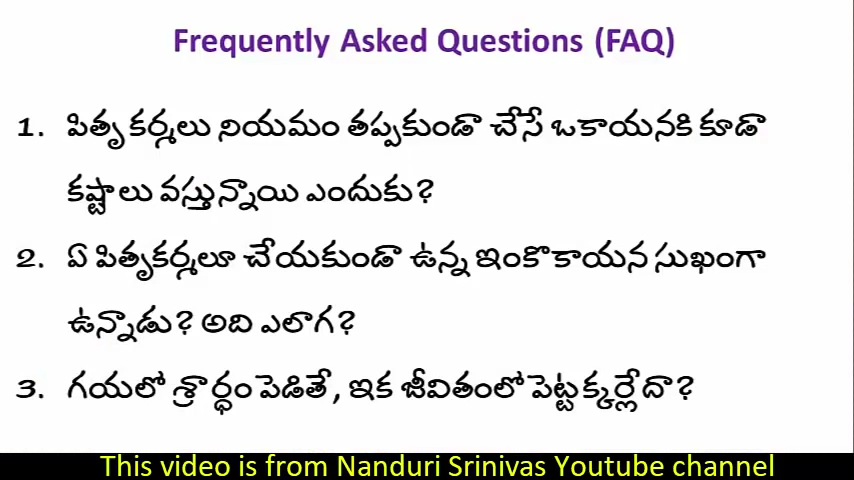 Frequently Asked Questions (FAQ)
1. పితృకర్మలు నియమం తప్పకుండా చేసే ఒకాయనకి కూడా
కష్టాలు వస్తున్నాయి ఎందుకు?
2. ఏ పితృకర్మలూ చేయకుండా ఉన్న ఇంకొకాయన సుఖంగా
ఉన్నాడు? అది ఎలాగ?
3. గయలో శ్రార్ధం పెడితే, ఇక జీవితంలో పెట్టక్కర్లేదా?
This video is from Nanduri Srinivas Youtube channel